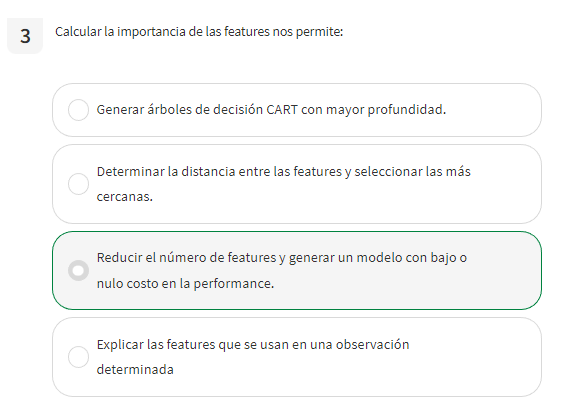 3
Calcular la importancia de las features nos permite:
Generar árboles de decisión CART con mayor profundidad.
Determinar la distancia entre las features y seleccionar las más
cercanas.
Reducir el número de features y generar un modelo con bajo o
nulo costo en la performance.
Explicar las features que se usan en una observación
determinada